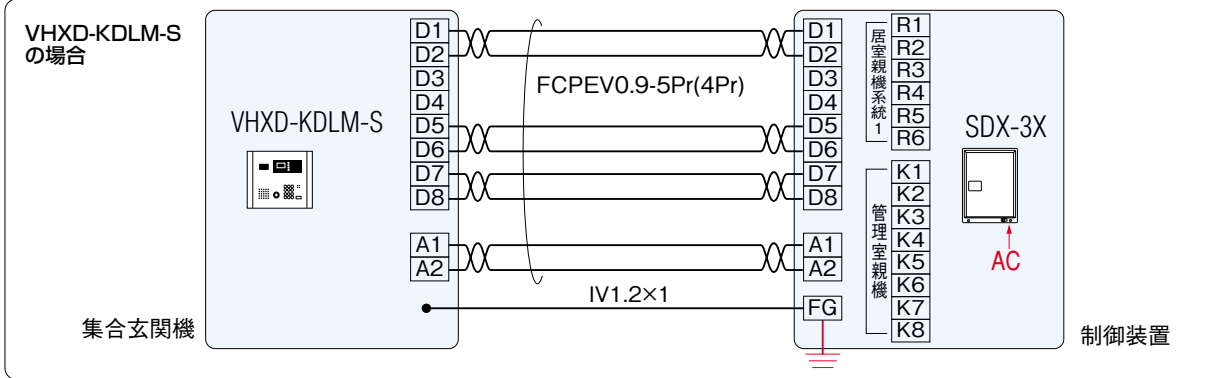 VHXD-KDLM-S
の場合
VHXD-KDLM-S
集合玄関機
D1
D2
D3
D4
D5
D6
D7
D8
A1
A2
FCPEV0.9-5Pr(4Pr)
IV1.2×1
D1
D2
D3
D4
D5
D6
D7
D8
A1
A2
FG
居室親機系統1
R1
R2
R3
R4
R5
R6
管理室親機
K1
K2
K3
K4
K5
K6
K7
K8
SDX-3X
AC
制御装置